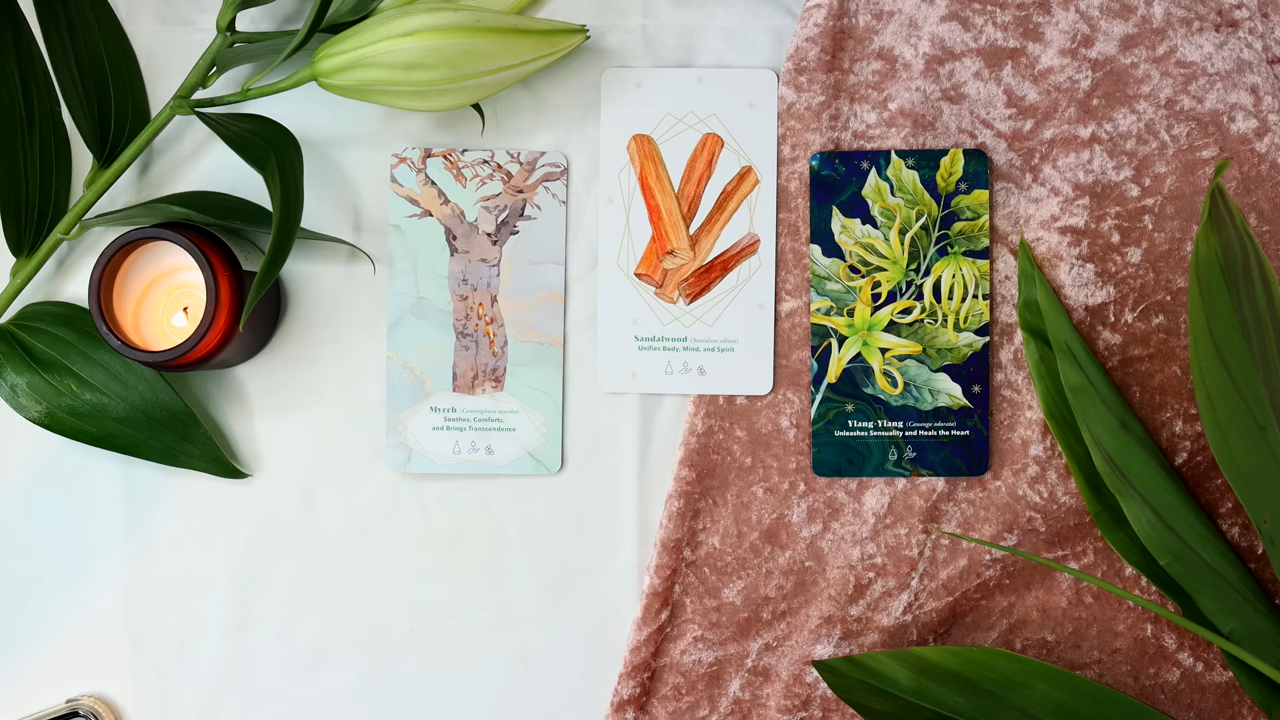 Myrrh (Commiphora myrrha)
Soothes, Comforts,
and Brings Transcendence
Sandalwood (Santalum album)
Unifies Body, Mind, and Spirit
Ylang-Ylang (Cananga odorata)
Unleashes Sensuality and Heals the Heart